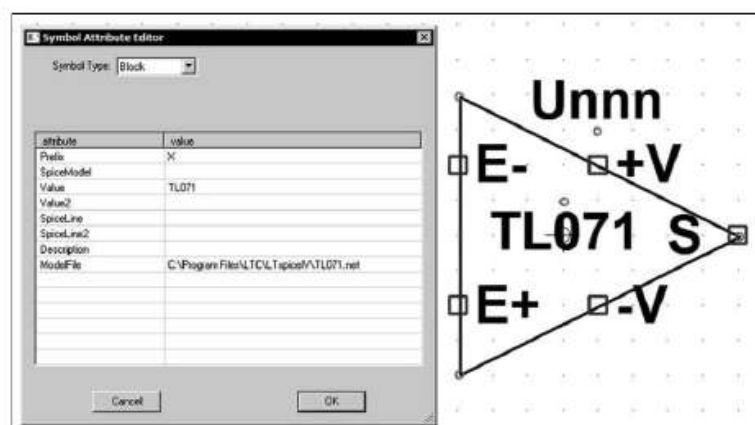 Symbol Attribute Editor
Symbol Type: Block
attribute value
Prefix X
SpiceModel
Value TL071
Value2
SpiceLine
SpiceLine2
Description
ModelFile C:\Program Files\LTC\LTspiceIV\TL071.net
Cancel OK
Unnn
E- +V
TL071 S
E+ -V